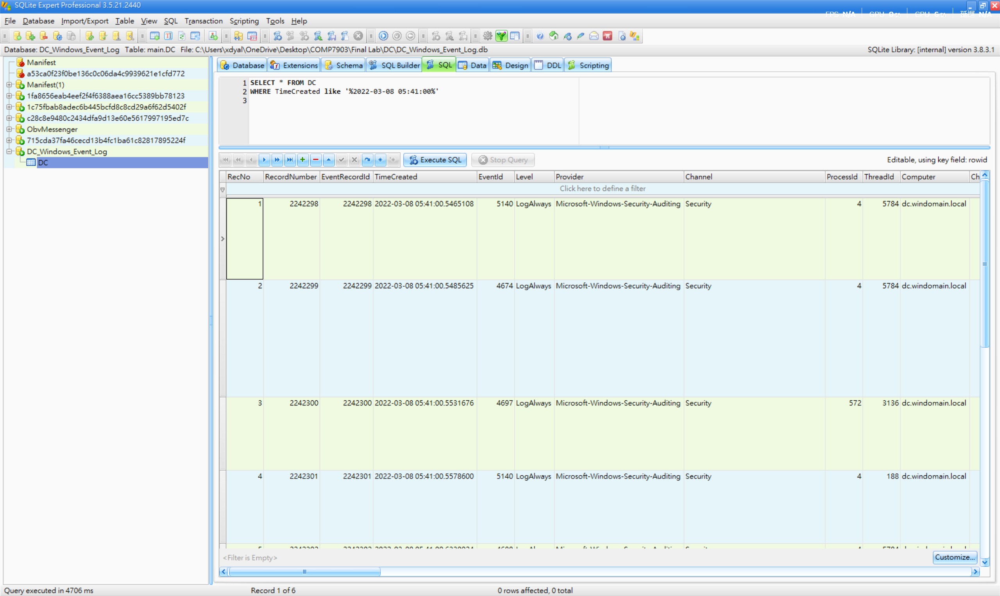 SQLite Expert Professional 3.5.21.2440
File Database Import/Export Table View SQL Transaction Scripting Tools Help
Database: DC_Windows_Event_Log Table: main.DC File: C:\Users\xdyal\OneDrive\Desktop\COMP7903\Final Lab\DC\DC_Windows_Event_Log.db SQLite Library: [internal] version 3.8.3.1
Manifest
a53ca0f23f0be136c0c06da4c9939621e1cfd772
Manifest(1)
1fa8656eab4eef2f4f6388aea16cc5389bb78123
1c75fbab8adec6b445bcfd8c8cd29a6f62d5402f
c28c8e9480c2434dfa9d13e60e5617997195ed7c
ObvMessenger
715cda37fa46cecd13b4fc1ba61c82817895224f
DC_Windows_Event_Log
DC
Database Extensions Schema SQL Builder SQL Data Design DDL Scripting
1 SELECT * FROM DC
2 WHERE TimeCreated like '%2022-03-08 05:41:00%'
3
Execute SQL Stop Query Editable, using key field: rowid
RecNo RecordNumber EventRecordId TimeCreated EventId Level Provider Channel ProcessId ThreadId Computer Ch
Click here to define a filter
1 2242298 2242298 2022-03-08 05:41:00.5465108 5140 LogAlways Microsoft-Windows-Security-Auditing Security 4 5784 dc.windomain.local
2 2242299 2242299 2022-03-08 05:41:00.5485625 4674 LogAlways Microsoft-Windows-Security-Auditing Security 4 5784 dc.windomain.local
3 2242300 2242300 2022-03-08 05:41:00.5531676 4697 LogAlways Microsoft-Windows-Security-Auditing Security 572 3136 dc.windomain.local
4 2242301 2242301 2022-03-08 05:41:00.5578600 5140 LogAlways Microsoft-Windows-Security-Auditing Security 4 188 dc.windomain.local
<Filter is Empty> Customize...
Query executed in 4706 ms Record 1 of 6 0 rows affected, 0 total